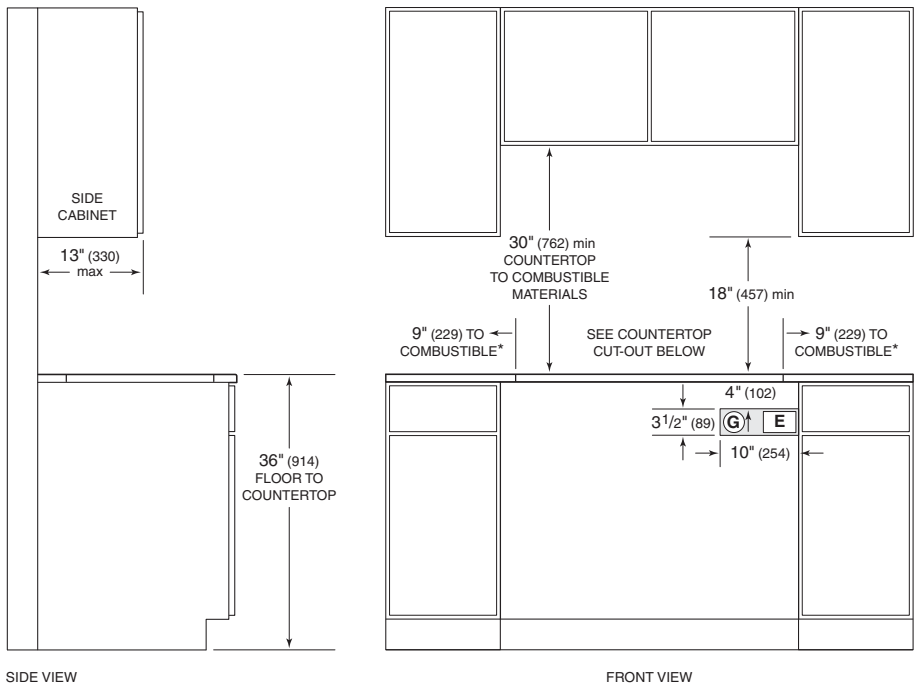 SIDE
CABINET
13" (330)
max
36" (914)
FLOOR TO
COUNTERTOP
SIDE VIEW
30" (762) min
COUNTERTOP
TO COMBUSTIBLE
MATERIALS
18" (457) min
9" (229) TO
COMBUSTIBLE*
SEE COUNTERTOP
CUT-OUT BELOW
9" (229) TO
COMBUSTIBLE*
4" (102)
3 1/2" (89)
G
E
10" (254)
FRONT VIEW